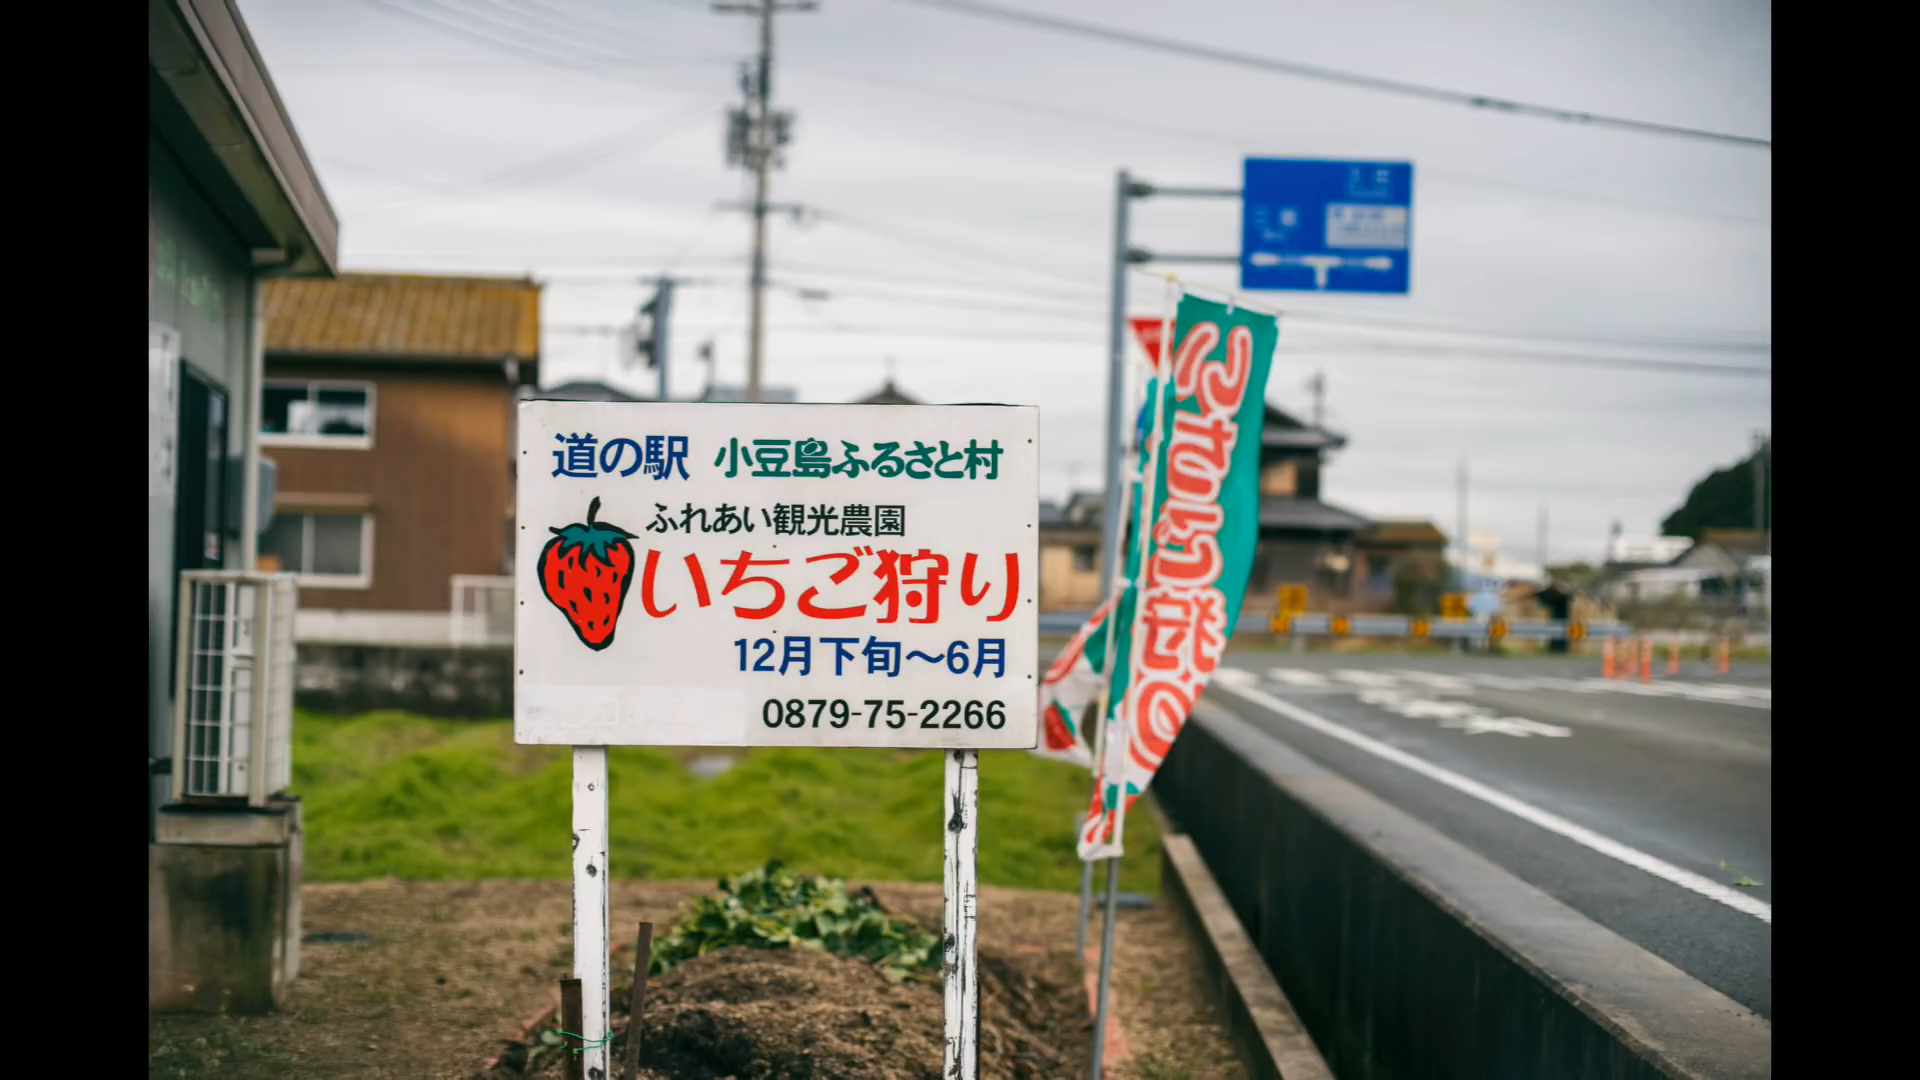 道の駅 小豆島ふるさと村
ふれあい観光農園
いちご狩り
12月下旬～6月
0879-75-2266